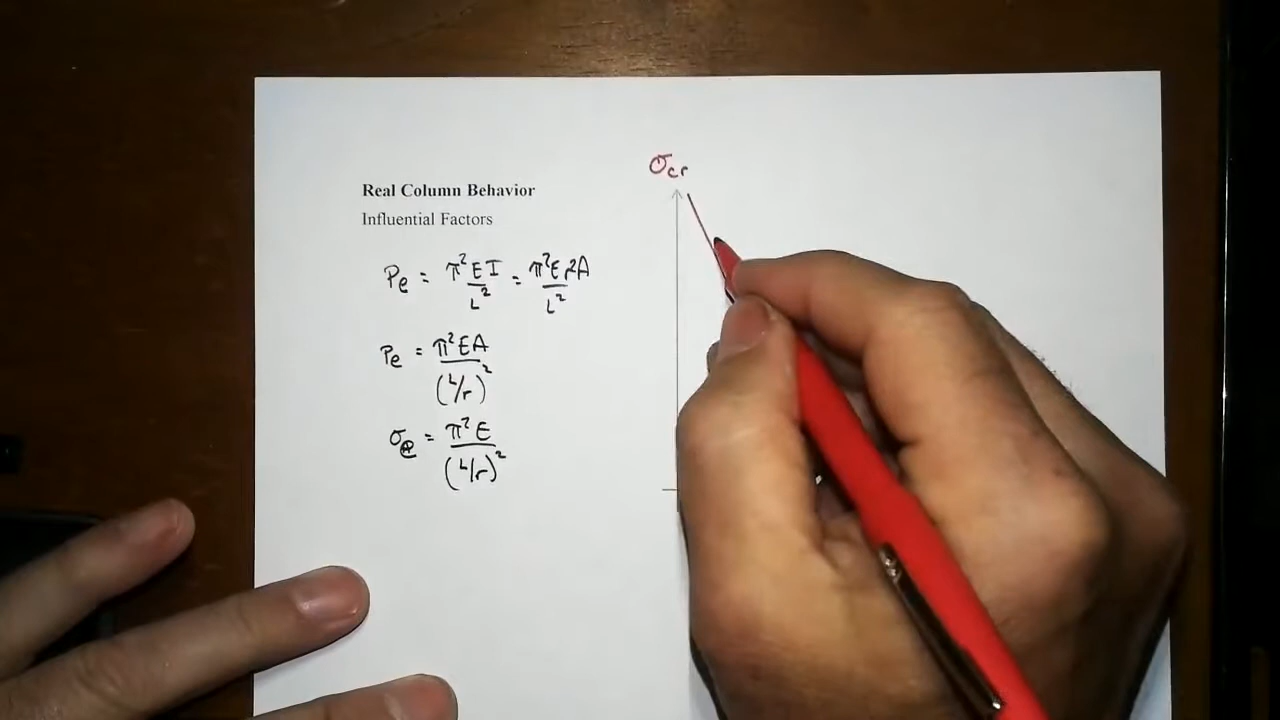 Real Column Behavior
Influential Factors
Pe = π²EI/L² = π²Er²A/L²
Pe = π²EA/(L/r)²
σe = π²E/(L/r)²
σcr